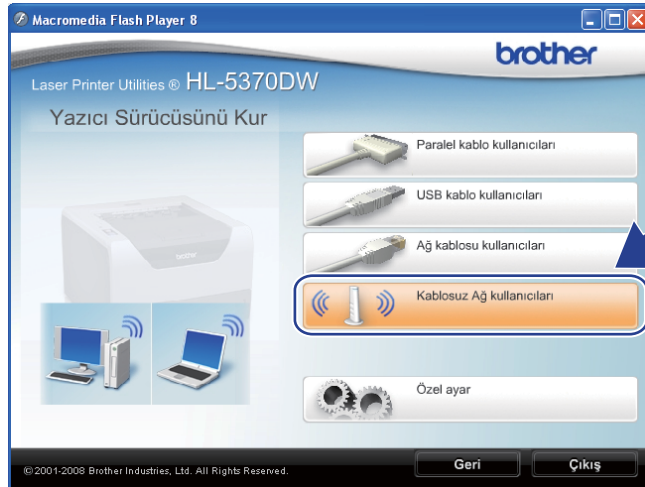 Macromedia Flash Player 8
brother
Laser Printer Utilities ® HL-5370DW
Yazıcı Sürücüsünü Kur
Paralel kablo kullanıcıları
USB kablo kullanıcıları
Ağ kablosu kullanıcıları
Kablosuz Ağ kullanıcıları
Özel ayar
© 2001-2008 Brother Industries, Ltd. All Rights Reserved.
Geri
Çıkış